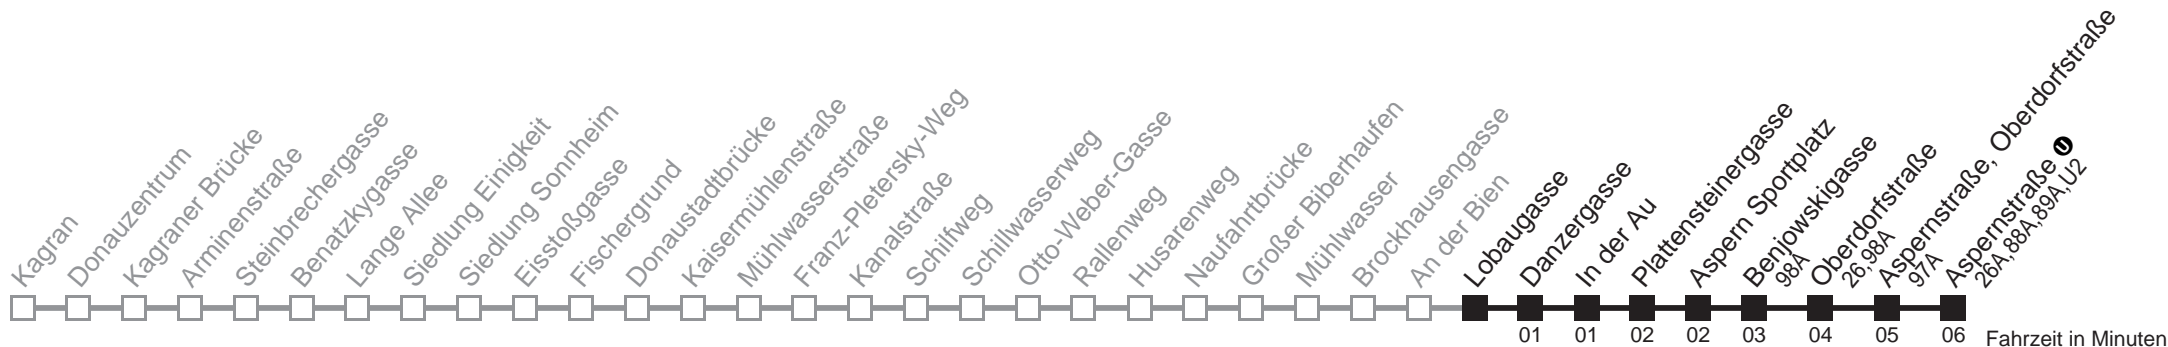 Kagran
Donauzentrum
Kagraner Brücke
Arminenstraße
Steinbrechergasse
Benatzkygasse
Lange Allee
Siedlung Einigkeit
Siedlung Sonnheim
Eisstoßgasse
Fischergrund
Donaustadtbrücke
Kaisermühlenstraße
Mühlwasserstraße
Franz-Pletersky-Weg
Kanalstraße
Schilfweg
Schillwasserweg
Otto-Weber-Gasse
Rallenweg
Husarenweg
Naufahrtbrücke
Großer Biberhaufen
Mühlwasser
Brockhausengasse
An der Bien
Lobaugasse
Danzergasse
In der Au
Plattensteinergasse
Aspern Sportplatz
Benjowskigasse
98A
Oberdorfstraße
26,98A
Aspernstraße, Oberdorfstraße
97A
Aspernstraße U
26A,88A,89A,U2
01 01 02 02 03 04 05 06 Fahrzeit in Minuten